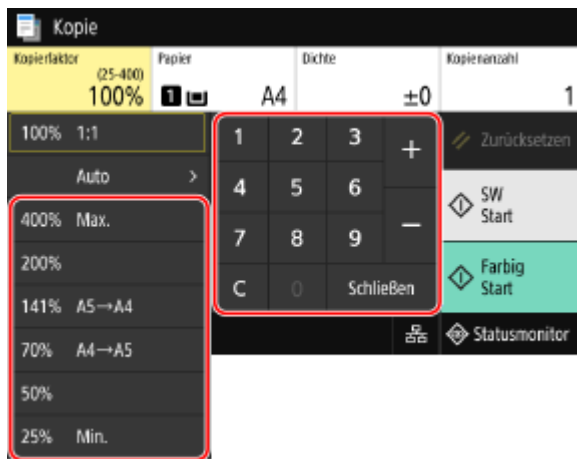 Kopie
Kopierfaktor
(25-400)
100%
Papier
1 A4
Dichte
±0
Kopienanzahl
1
100% 1:1
Auto >
400% Max.
200%
141% A5→A4
70% A4→A5
50%
25% Min.
1 2 3 +
4 5 6
7 8 9 −
C 0 Schließen
Zurücksetzen
SW
Start
Farbig
Start
Statusmonitor